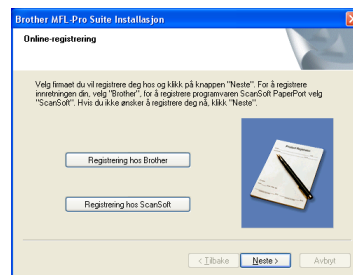 Brother MFL-Pro Suite Installasjon
Online-registrering
Velg firmaet du vil registere deg hos og klikk på knappen "Neste". For å registrere
innretningen din, velg "Brother", for å registrere programvaren ScanSoft PaperPort velg
"ScanSoft". Hvis du ikke ønsker å registrere deg nå, klikk "Neste".
Registrering hos Brother
Registrering hos ScanSoft
< Tilbake
Neste >
Avbryt